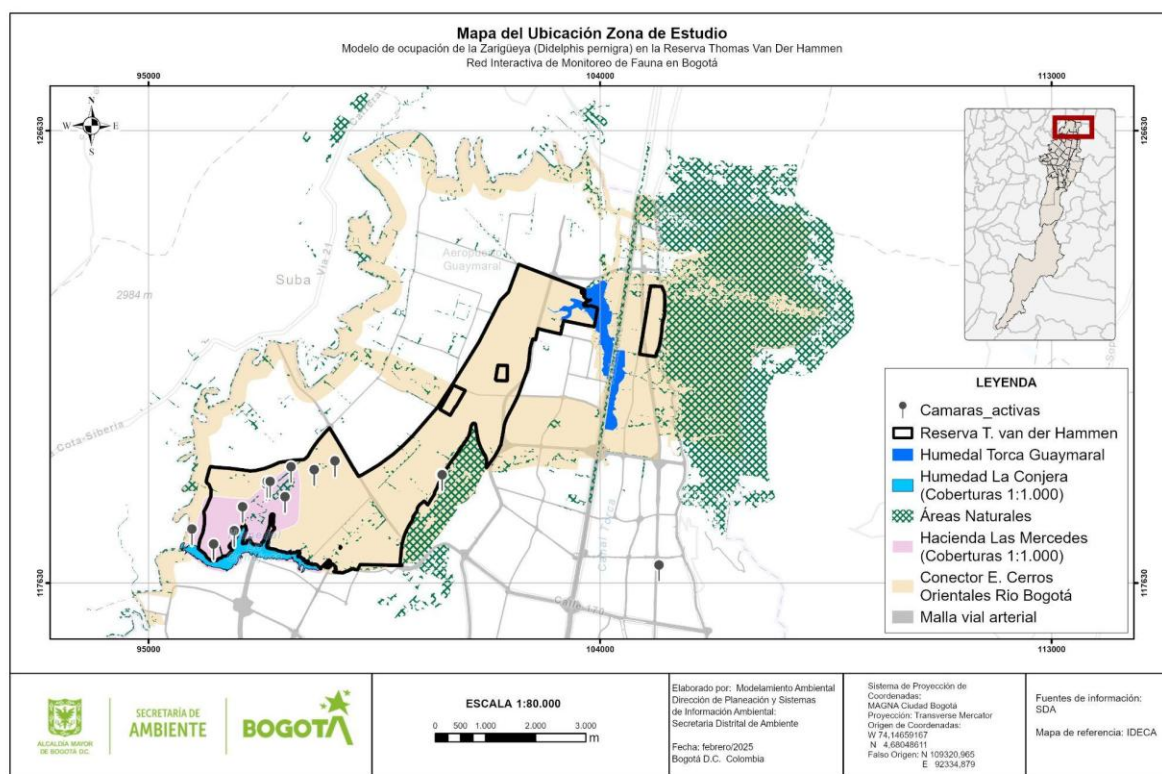 Mapa del Ubicación Zona de Estudio
Modelo de ocupación de la Zarigüeya (Didelphis pernigra) en la Reserva Thomas Van Der Hammen
Red Interactiva de Monitoreo de Fauna en Bogotá
95000
104000
113000
N
W
E
S
126630
126630
Carrera
Vía 21
Suba
Aeropuerto
Guaymaral
2984 m
Cota-Siberia
Canal Torca
Calle 170
117630
117630
LEYENDA
Camaras_activas
Reserva T. van der Hammen
Humedal Torca Guaymaral
Humedad La Conjera
(Coberturas 1:1.000)
Áreas Naturales
Hacienda Las Mercedes
(Coberturas 1:1.000)
Conector E. Cerros
Orientales Río Bogotá
Malla vial arterial
95000
104000
113000
ALCALDÍA MAYOR
DE BOGOTÁ D.C.
SECRETARÍA DE
AMBIENTE
BOGOTÁ
ESCALA 1:80.000
0 500 1.000 2.000 3.000
m
Elaborado por: Modelamiento Ambiental
Dirección de Planeación y Sistemas
de Información Ambiental:
Secretaria Distrital de Ambiente
Fecha: febrero/2025
Bogotá D.C. Colombia
Sistema de Proyección de
Coordenadas:
MAGNA Ciudad Bogotá
Proyección: Transverse Mercator
Origen de Coordenadas:
W 74,14659167
N 4,68048611
Falso Origen: N 109320,965
E 92334,879
Fuentes de información:
SDA
Mapa de referencia: IDECA